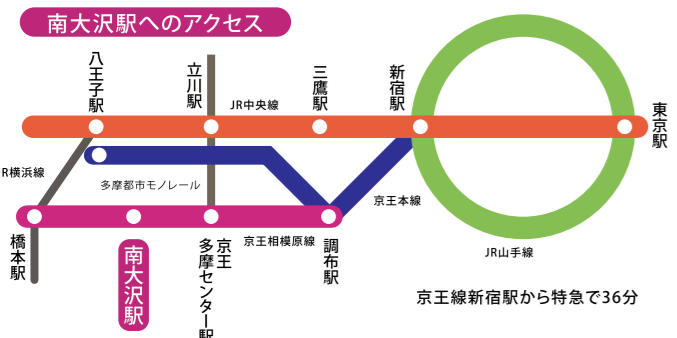 南大沢駅へのアクセス
八王子駅
立川駅
JR中央線
三鷹駅
新宿駅
東京駅
R横浜線
多摩都市モノレール
京王本線
橋本駅
南大沢駅
京王
多摩センター駅
京王相模原線
調布駅
JR山手線
京王線新宿駅から特急で36分